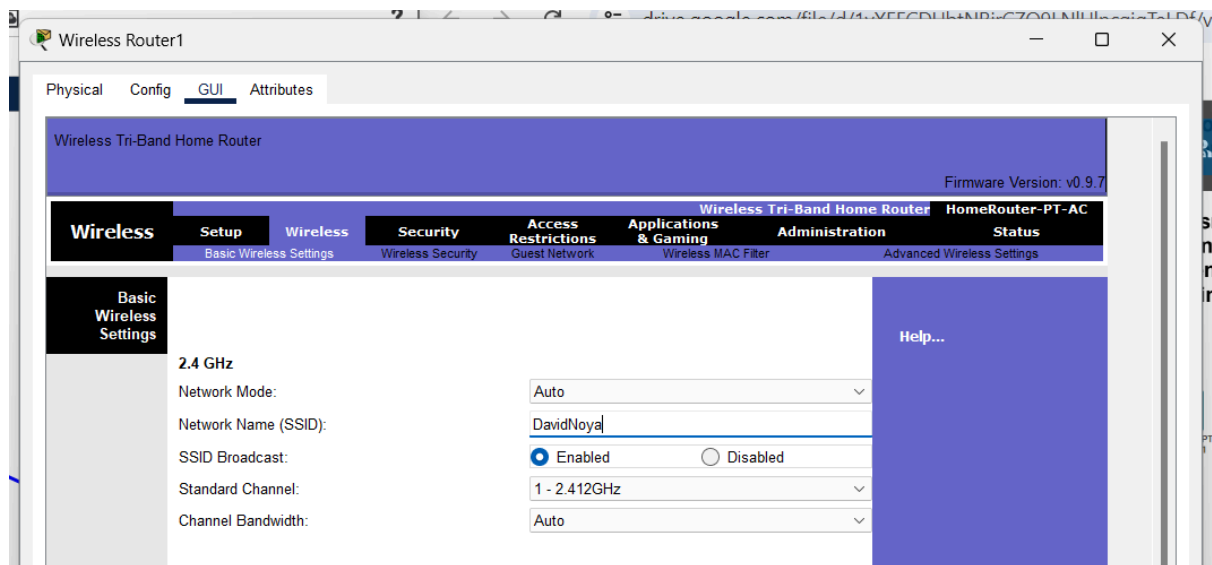 Wireless Router1
Physical Config GUI Attributes
Wireless Tri-Band Home Router
Firmware Version: v0.9.7
Wireless Tri-Band Home Router HomeRouter-PT-AC
Wireless Setup Wireless Security Access Restrictions Applications & Gaming Administration Status
Basic Wireless Settings Wireless Security Guest Network Wireless MAC Filter Advanced Wireless Settings
Basic
Wireless
Settings
Help...
2.4 GHz
Network Mode: Auto
Network Name (SSID): DavidNoya
SSID Broadcast: Enabled Disabled
Standard Channel: 1 - 2.412GHz
Channel Bandwidth: Auto